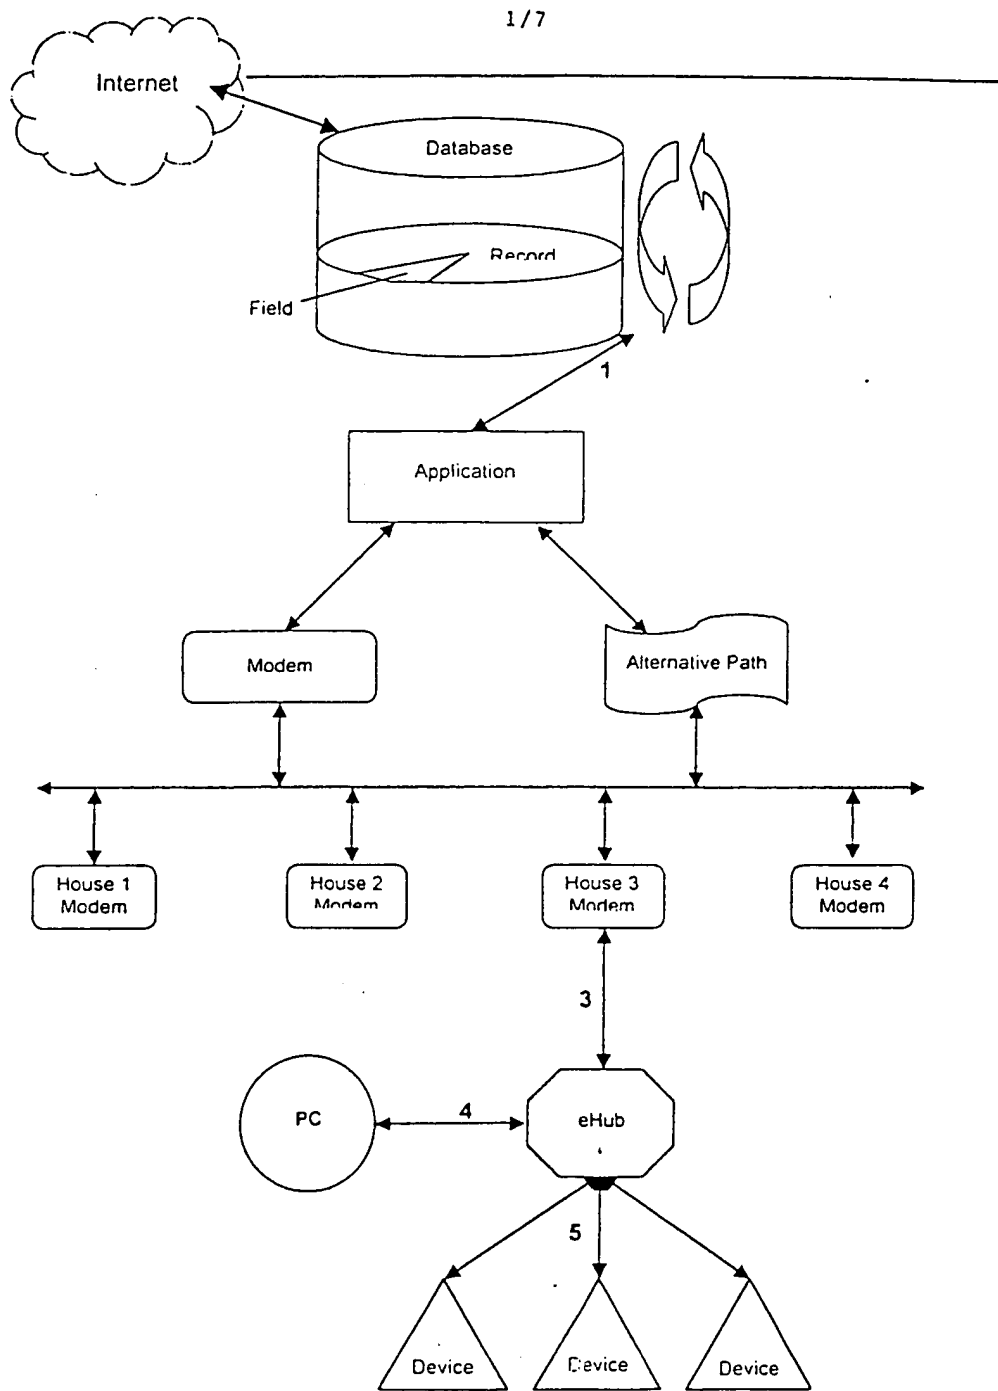 1/7
Internet
Database
Record
Field
1
Application
Modem
Alternative Path
House 1
Modem
House 2
Modem
House 3
Modem
House 4
Modem
3
PC
4
eHub
5
Device
Device
Device